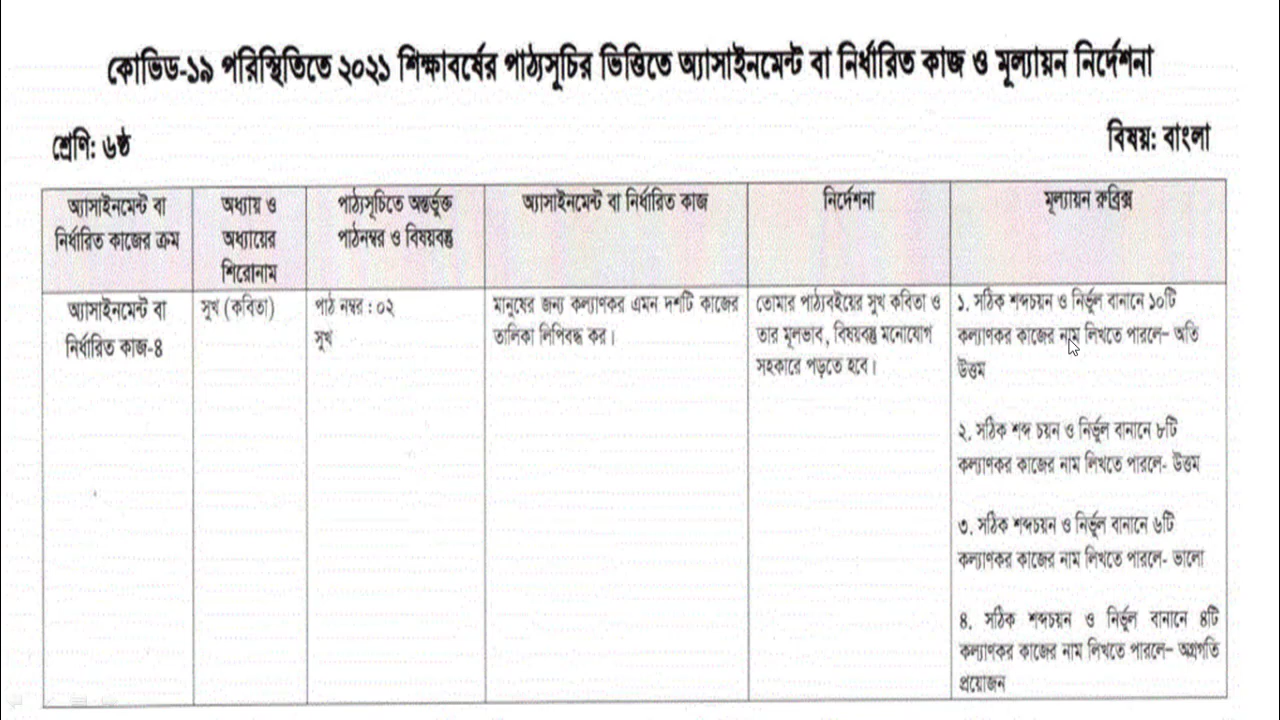 কোভিড-১৯ পরিস্থিতিতে ২০২১ শিক্ষাবর্ষের পাঠ্যসূচির ভিত্তিতে অ্যাসাইনমেন্ট বা নির্ধারিত কাজ ও মূল্যায়ন নির্দেশনা
শ্রেণি: ৬ষ্ঠ
বিষয়: বাংলা
অ্যাসাইনমেন্ট বা
নির্ধারিত কাজের ক্রম
অধ্যায় ও
অধ্যায়ের
শিরোনাম
পাঠ্যসূচিতে অন্তর্ভুক্ত
পাঠনম্বর ও বিষয়বস্তু
অ্যাসাইনমেন্ট বা নির্ধারিত কাজ
নির্দেশনা
মূল্যায়ন রুব্রিক্স
অ্যাসাইনমেন্ট বা
নির্ধারিত কাজ-৪
সুখ (কবিতা)
পাঠ নম্বর : ০২
সুখ
মানুষের জন্য কল্যাণকর এমন দশটি কাজের
তালিকা লিপিবদ্ধ কর।
তোমার পাঠ্যবইয়ের সুখ কবিতা ও
তার মূলভাব, বিষয়বস্তু মনোযোগ
সহকারে পড়তে হবে।
১. সঠিক শব্দচয়ন ও নির্ভুল বানানে ১০টি
কল্যাণকর কাজের নাম লিখতে পারলে- অতি
উত্তম
২. সঠিক শব্দ চয়ন ও নির্ভুল বানানে ৮টি
কল্যাণকর কাজের নাম লিখতে পারলে- উত্তম
৩. সঠিক শব্দচয়ন ও নির্ভুল বানানে ৬টি
কল্যাণকর কাজের নাম লিখতে পারলে- ভালো
৪. সঠিক শব্দচয়ন ও নির্ভুল বানানে ৪টি
কল্যাণকর কাজের নাম লিখতে পারলে- অগ্রগতি
প্রয়োজন